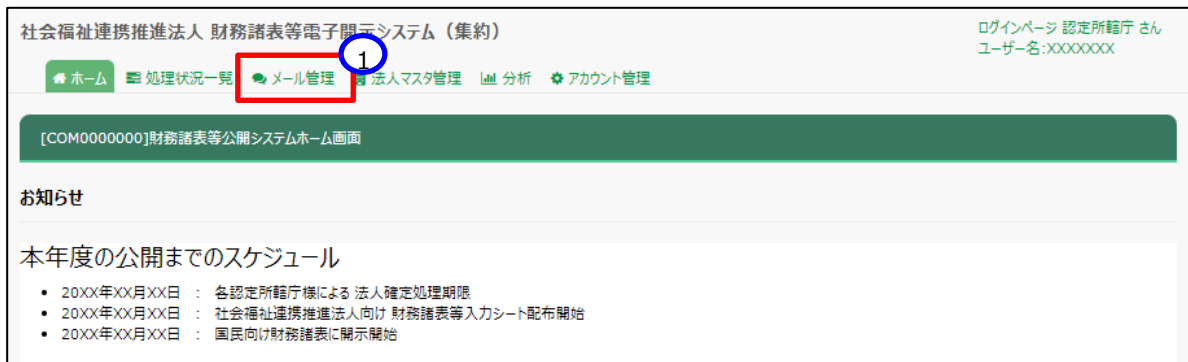 社会福祉連携推進法人 財務諸表等電子開示システム（集約）
ログインページ 認定所轄庁 さん
ユーザー名:XXXXXXX
1
ホーム 処理状況一覧 メール管理 法人マスタ管理 分析 アカウント管理
[COM0000000]財務諸表等公開システムホーム画面
お知らせ
本年度の公開までのスケジュール
• 20XX年XX月XX日 ： 各認定所轄庁様による 法人確定処理期限
• 20XX年XX月XX日 ： 社会福祉連携推進法人向け 財務諸表等入力シート配布開始
• 20XX年XX月XX日 ： 国民向け財務諸表に開示開始